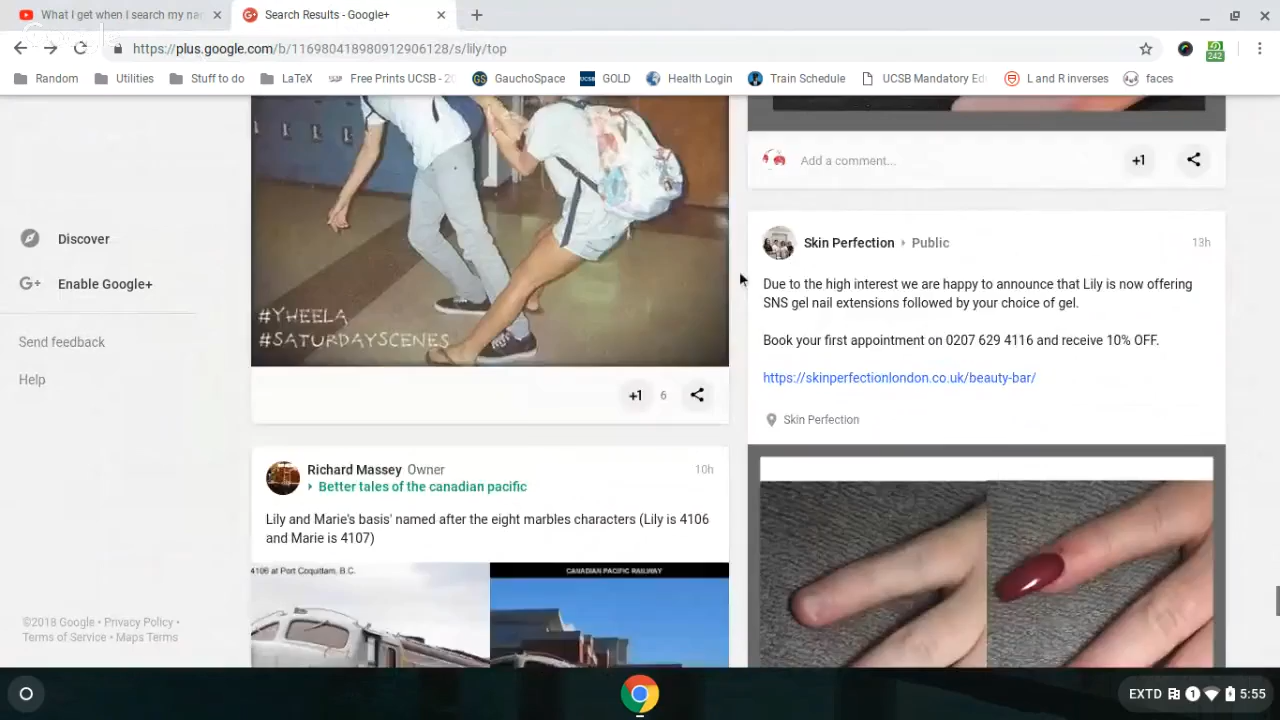 What I get when I search my na
Search Results - Google+
https://plus.google.com/b/116980418980912906128/s/lily/top
Random
Utilities
Stuff to do
LaTeX
Free Prints UCSB - 20
GauchoSpace
GOLD
Health Login
Train Schedule
UCSB Mandatory Ed
L and R inverses
faces
242
Discover
Enable Google+
Send feedback
Help
©2018 Google • Privacy Policy •
Terms of Service • Maps Terms
#YHEELA
#SATURDAYSCENES
+1
6
Richard Massey Owner
10h
Better tales of the canadian pacific
Lily and Marie's basis' named after the eight marbles characters (Lily is 4106
and Marie is 4107)
4106 at Port Coquitlam, B.C.
CANADIAN PACIFIC RAILWAY
Add a comment...
+1
Skin Perfection
Public
13h
Due to the high interest we are happy to announce that Lily is now offering
SNS gel nail extensions followed by your choice of gel.
Book your first appointment on 0207 629 4116 and receive 10% OFF.
https://skinperfectionlondon.co.uk/beauty-bar/
Skin Perfection
EXTD
1
5:55